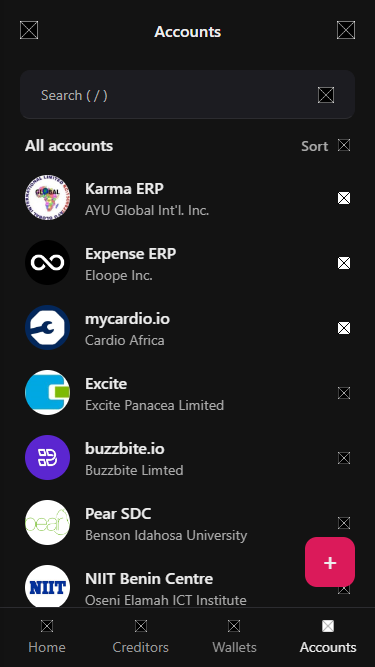 Accounts
Search ( / )
All accounts
Sort
Karma ERP
AYU Global Int'l. Inc.
Expense ERP
Eloope Inc.
mycardio.io
Cardio Africa
Excite
Excite Panacea Limited
buzzbite.io
Buzzbite Limted
pear
Pear SDC
Benson Idahosa University
NIIT
NIIT Benin Centre
Oseni Elamah ICT Institute
+
Home
Creditors
Wallets
Accounts